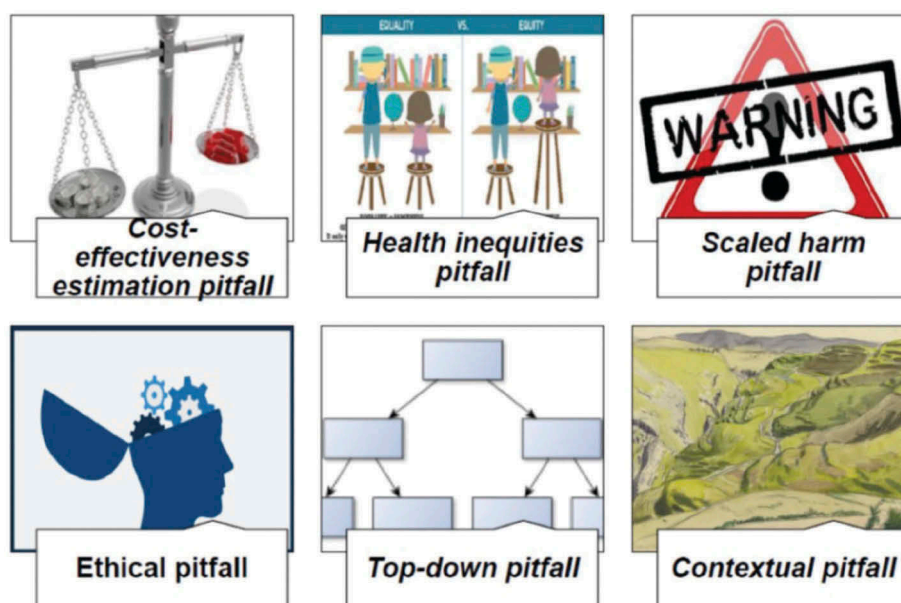 EQUALITY VS. EQUITY
WARNING
Cost-
effectiveness
estimation pitfall
Health inequities
pitfall
Scaled harm
pitfall
Ethical pitfall
Top-down pitfall
Contextual pitfall